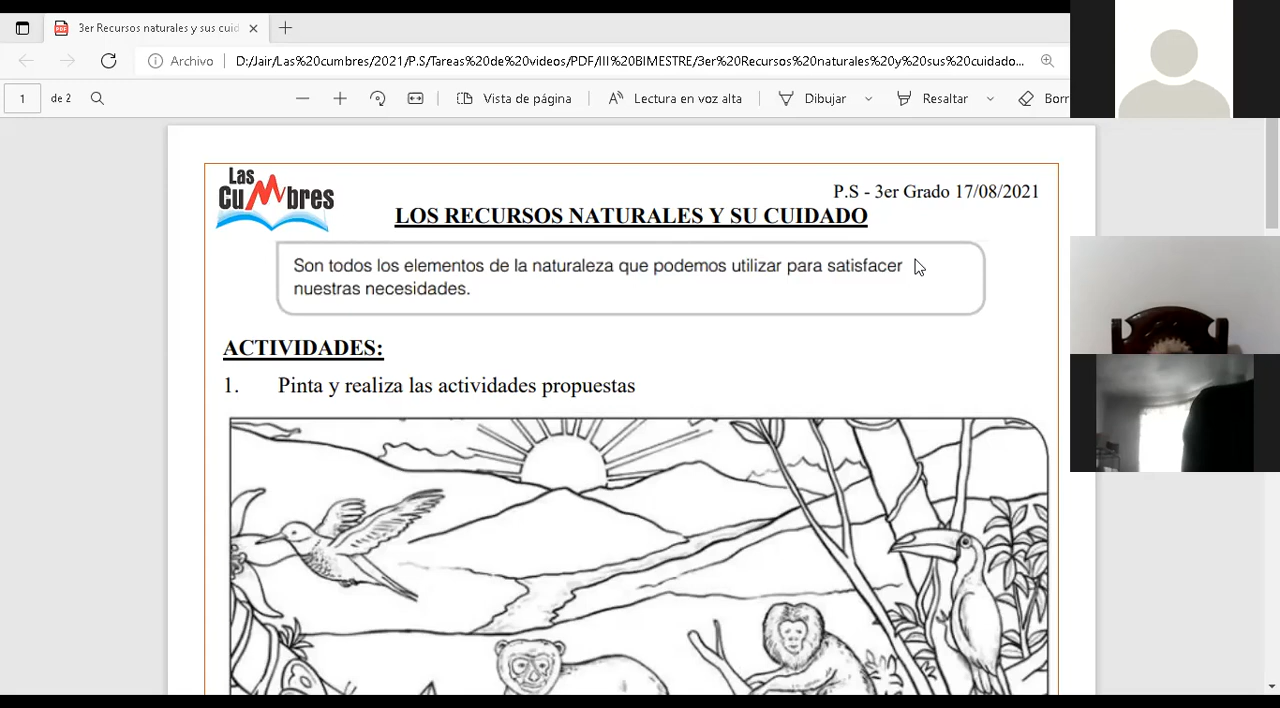 3er Recursos naturales y sus cuid
Archivo
D:/Jair/Las%20cumbres/2021/P.S/Tareas%20de%20videos/PDF/III%20BIMESTRE/3er%20Recursos%20naturales%20y%20sus%20cuidado...
1 de 2
Vista de página
Lectura en voz alta
Dibujar
Resaltar
Borr
Las
Cumbres
P.S - 3er Grado 17/08/2021
LOS RECURSOS NATURALES Y SU CUIDADO
Son todos los elementos de la naturaleza que podemos utilizar para satisfacer
nuestras necesidades.
ACTIVIDADES:
1. Pinta y realiza las actividades propuestas